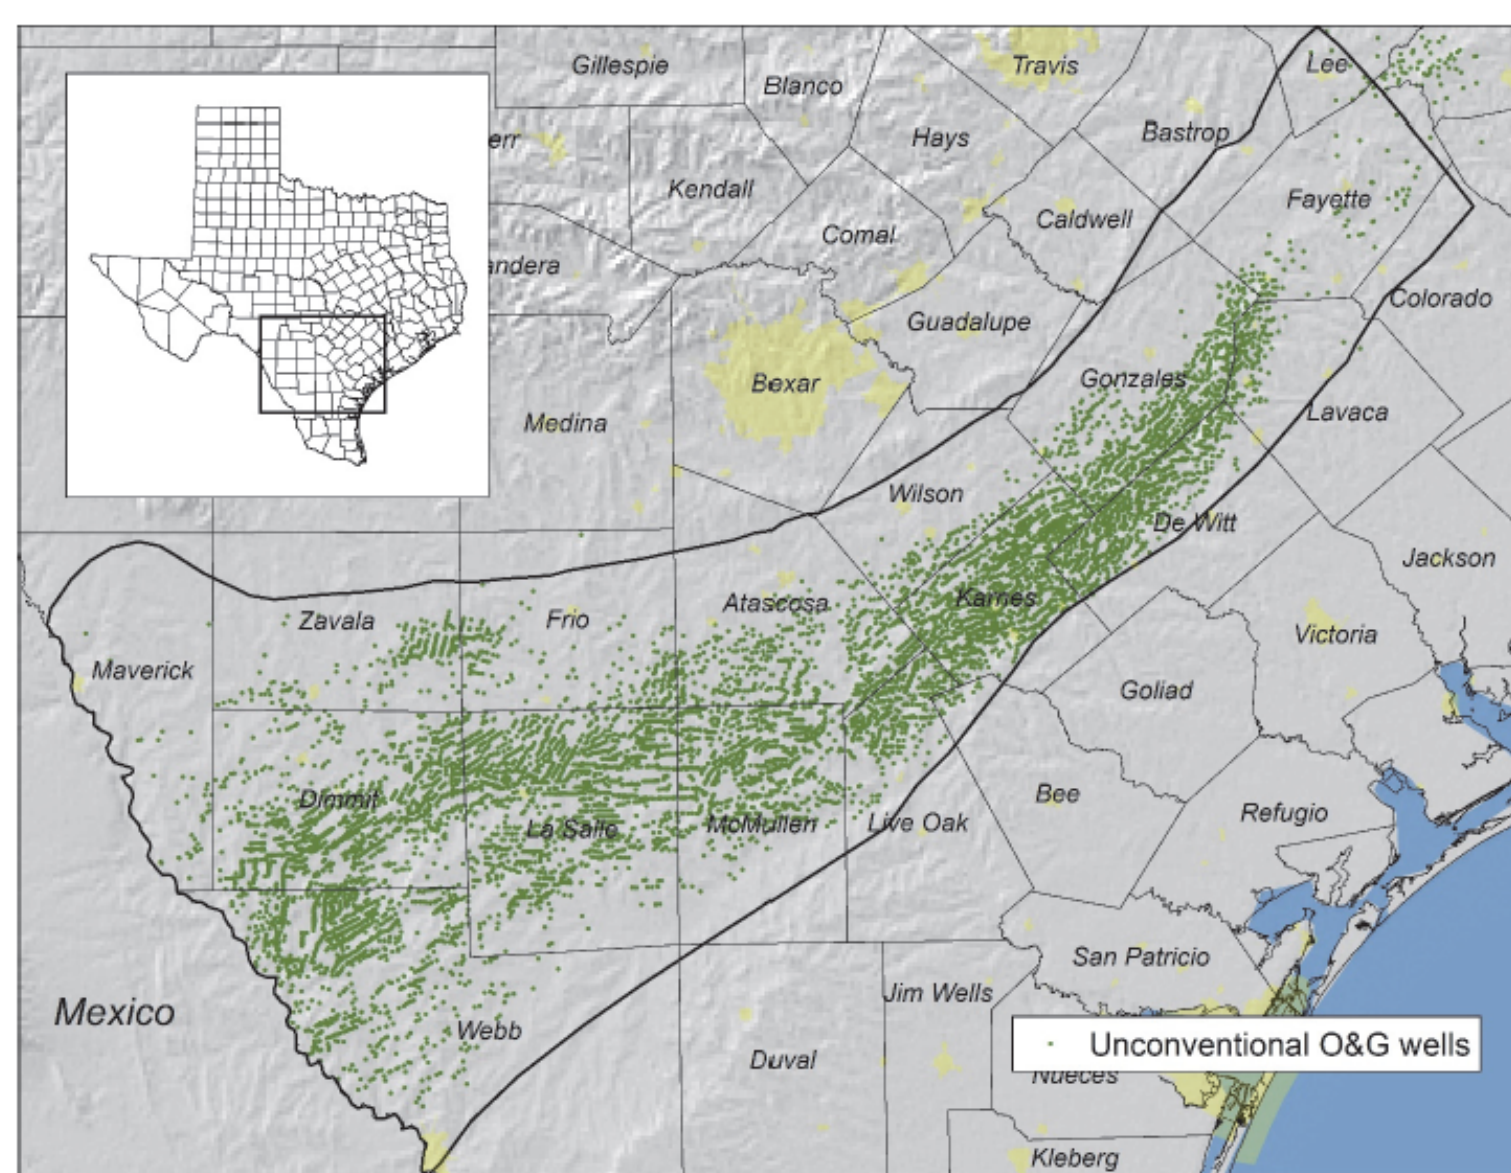 Gillespie
Blanco
Travis
Lee
err
Hays
Bastrop
Kendall
Fayette
Comal
Caldwell
andera
Colorado
Guadalupe
Bexar
Gonzales
Medina
Lavaca
Wilson
De Witt
Jackson
Karnes
Atascosa
Zavala
Frio
Victoria
Maverick
Goliad
Dimmit
Bee
La Salle
McMullen
Live Oak
Refugio
San Patricio
Mexico
Jim Wells
Webb
Unconventional O&G wells
Duval
Nueces
Kleberg